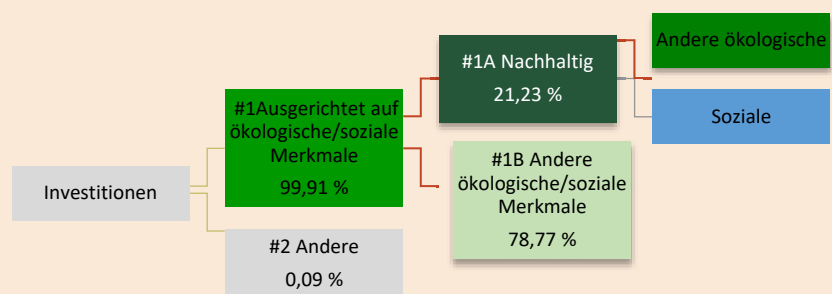 Investitionen
#1Ausgerichtet auf
ökologische/soziale
Merkmale
99,91 %
#2 Andere
0,09 %
#1A Nachhaltig
21,23 %
#1B Andere
ökologische/soziale
Merkmale
78,77 %
Andere ökologische
Soziale